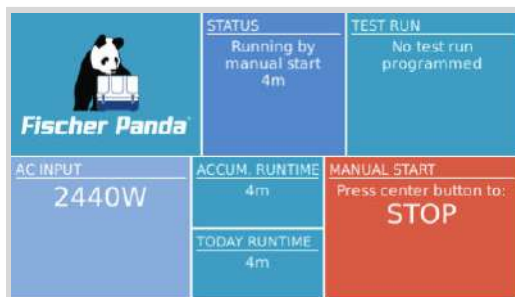 Fischer Panda
STATUS
Running by
manual start
4m
TEST RUN
No test run
programmed
AC INPUT
2440W
ACCUM. RUNTIME
4m
TODAY RUNTIME
4m
MANUAL START
Press center button to:
STOP